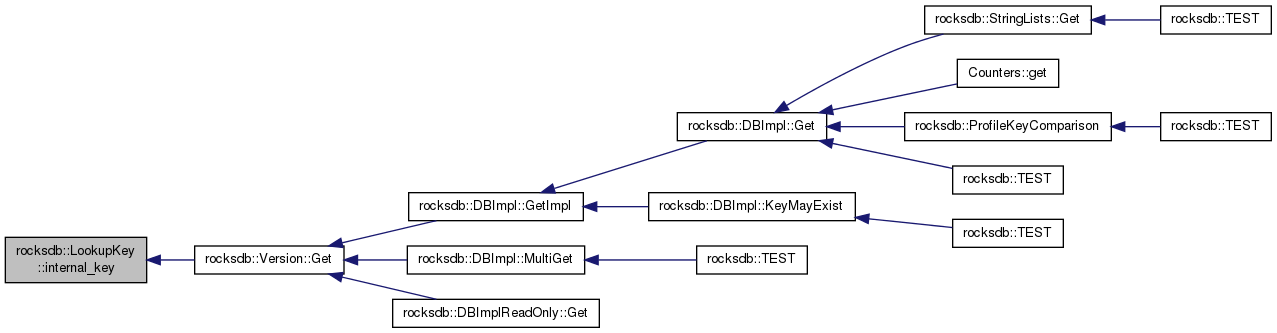 rocksdb::StringLists::Get
rocksdb::TEST
Counters::get
rocksdb::DBImpl::Get
rocksdb::ProfileKeyComparison
rocksdb::TEST
rocksdb::TEST
rocksdb::DBImpl::GetImpl
rocksdb::DBImpl::KeyMayExist
rocksdb::TEST
rocksdb::LookupKey
::internal_key
rocksdb::Version::Get
rocksdb::DBImpl::MultiGet
rocksdb::TEST
rocksdb::DBImplReadOnly::Get